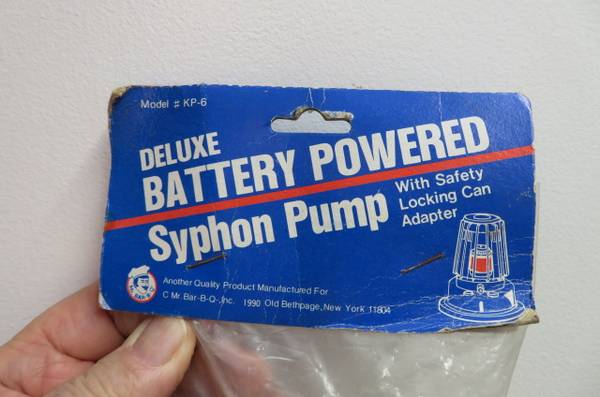 Model # KP-6
DELUXE
BATTERY POWERED
Syphon Pump
With Safety
Locking Can
Adapter
Another Quality Product Manufactured For
C Mr. Bar-B-Q-,Inc. 1990 Old Bethpage,New York 11804